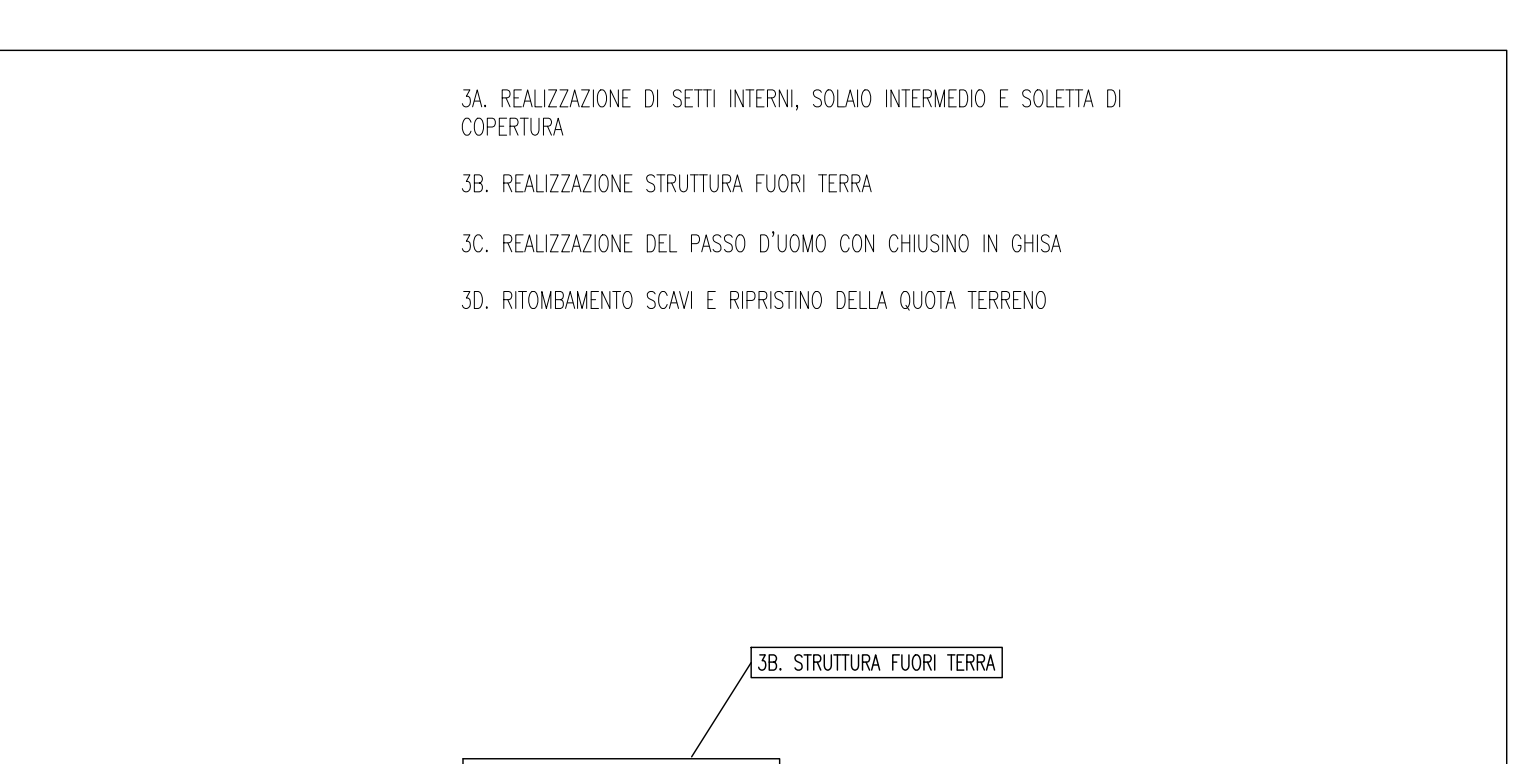 3A. REALIZZAZIONE DI SETTI INTERNI, SOLAIO INTERMEDIO E SOLETTA DI
COPERTURA
3B. REALIZZAZIONE STRUTTURA FUORI TERRA
3C. REALIZZAZIONE DEL PASSO D'UOMO CON CHIUSINO IN GHISA
3D. RITOMBAMENTO SCAVI E RIPRISTINO DELLA QUOTA TERRENO
3B. STRUTTURA FUORI TERRA